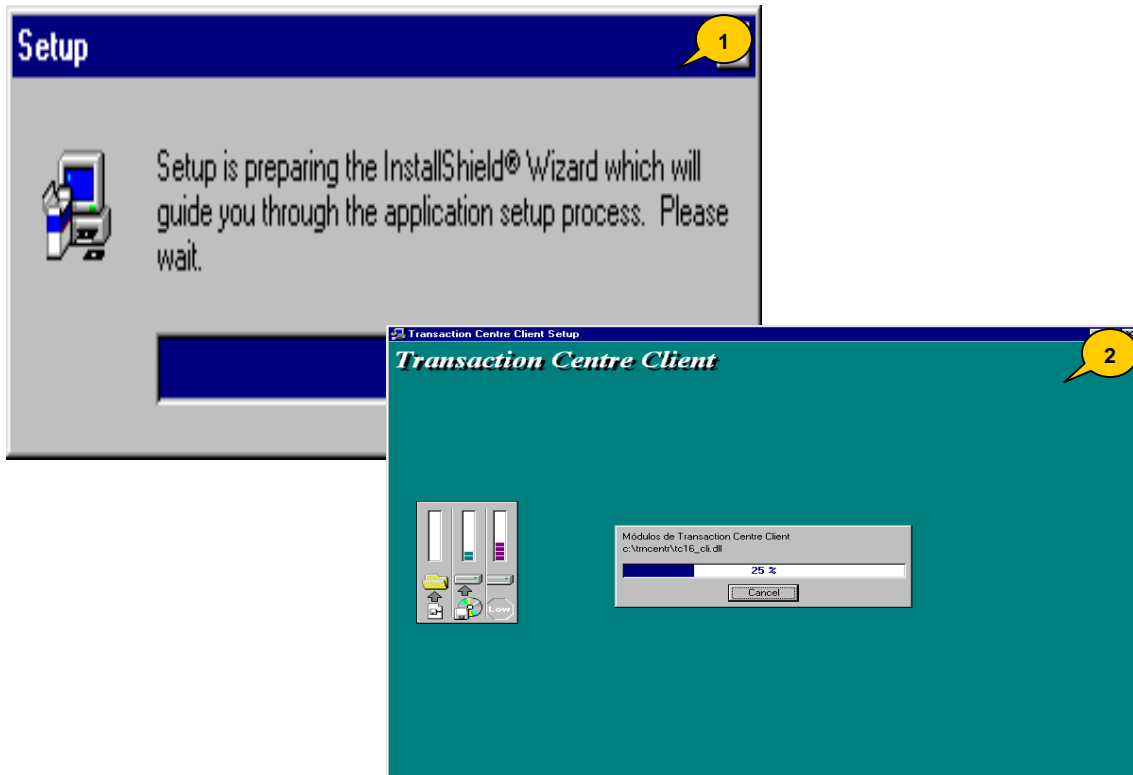 Setup
1
Setup is preparing the InstallShield® Wizard which will
guide you through the application setup process. Please
wait.
Transaction Centre Client Setup
2
Transaction Centre Client
Módulos de Transaction Centre Client
c:\trncentr\tc16_cli.dll
25 %
Cancel
Low